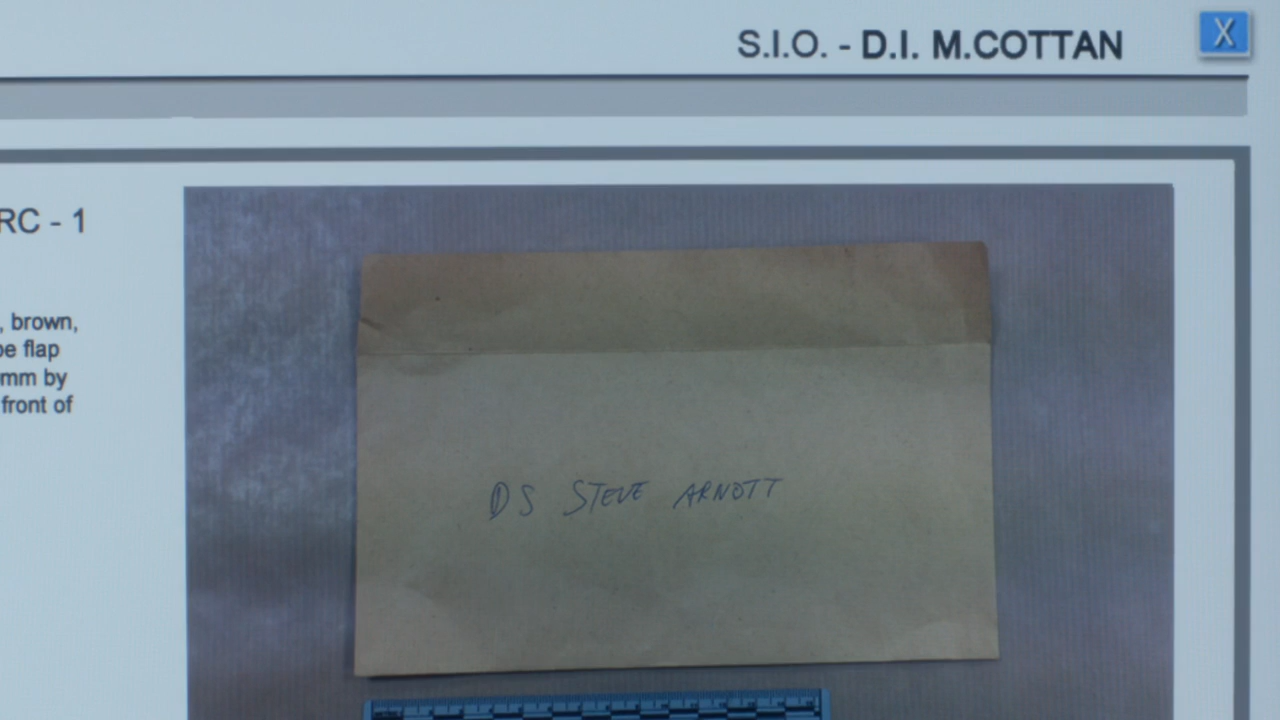 S.I.O. - D.I. M.COTTAN
X
RC - 1
, brown,
pe flap
mm by
front of
DS STEVE ARNOTT